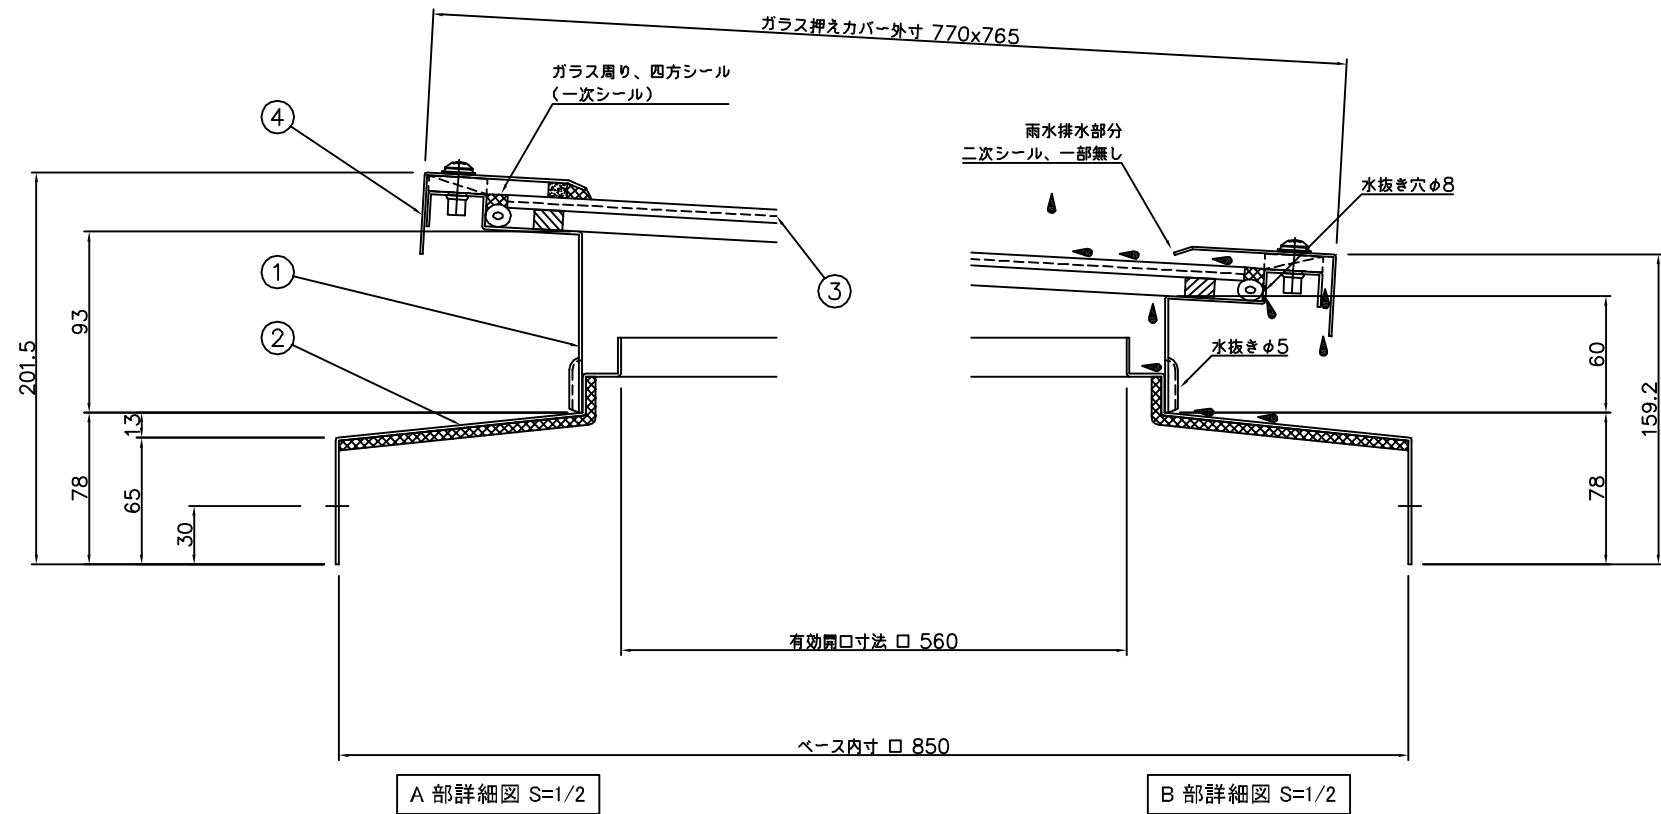 ガラス押えカバー外寸 770x765
ガラス周り、四方シール
(一次シール)
④
雨水排水部分
二次シール、一部無し
水抜き穴φ8
①
③
②
水抜きφ5
93
201.5
13
78
65
30
60
159.2
78
有効開口寸法 □ 560
ベース内寸 □ 850
A 部詳細図 S=1/2
B 部詳細図 S=1/2